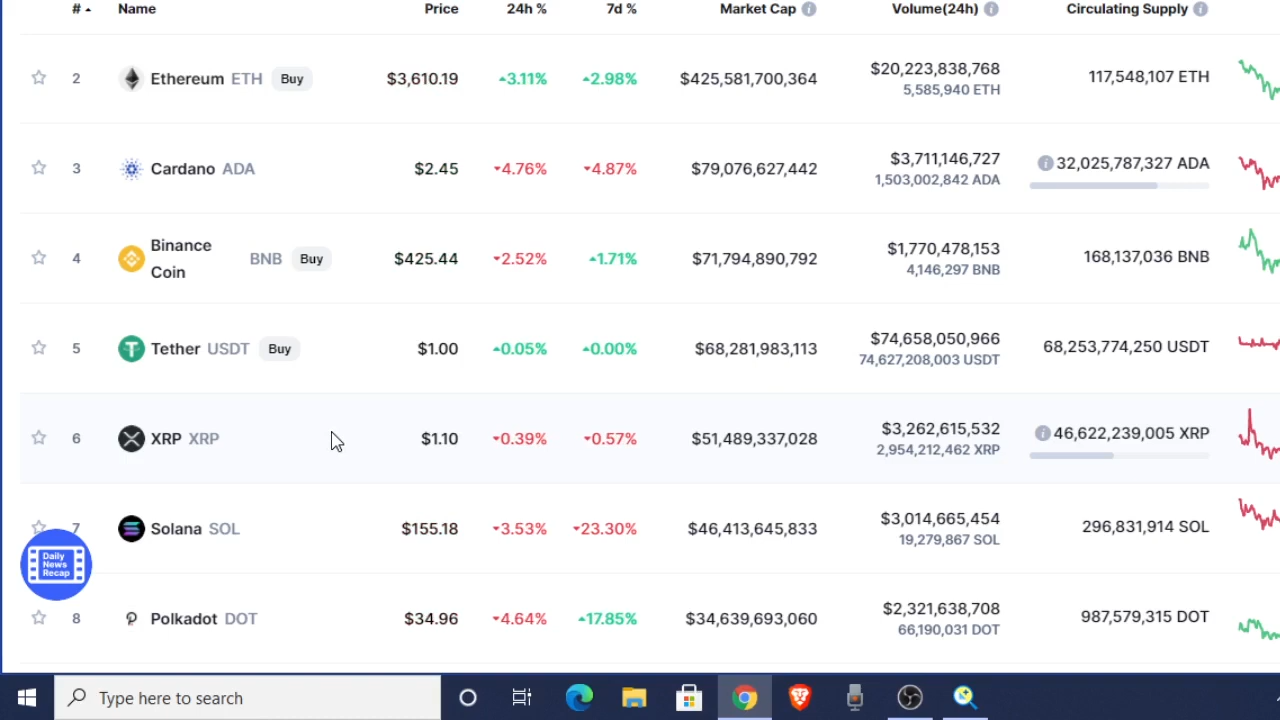 # Name Price 24h % 7d % Market Cap Volume(24h) Circulating Supply
2 Ethereum ETH Buy $3,610.19 3.11% 2.98% $425,581,700,364 $20,223,838,768 117,548,107 ETH
5,585,940 ETH
3 Cardano ADA $2.45 4.76% 4.87% $79,076,627,442 $3,711,146,727 32,025,787,327 ADA
1,503,002,842 ADA
4 Binance Coin BNB Buy $425.44 2.52% 1.71% $71,794,890,792 $1,770,478,153 168,137,036 BNB
4,146,297 BNB
5 Tether USDT Buy $1.00 0.05% 0.00% $68,281,983,113 $74,658,050,966 68,253,774,250 USDT
74,627,208,003 USDT
6 XRP XRP $1.10 0.39% 0.57% $51,489,337,028 $3,262,615,532 46,622,239,005 XRP
2,954,212,462 XRP
7 Solana SOL $155.18 3.53% 23.30% $46,413,645,833 $3,014,665,454 296,831,914 SOL
19,279,867 SOL
Daily
News
Recap
8 Polkadot DOT $34.96 4.64% 17.85% $34,639,693,060 $2,321,638,708 987,579,315 DOT
66,190,031 DOT
Type here to search